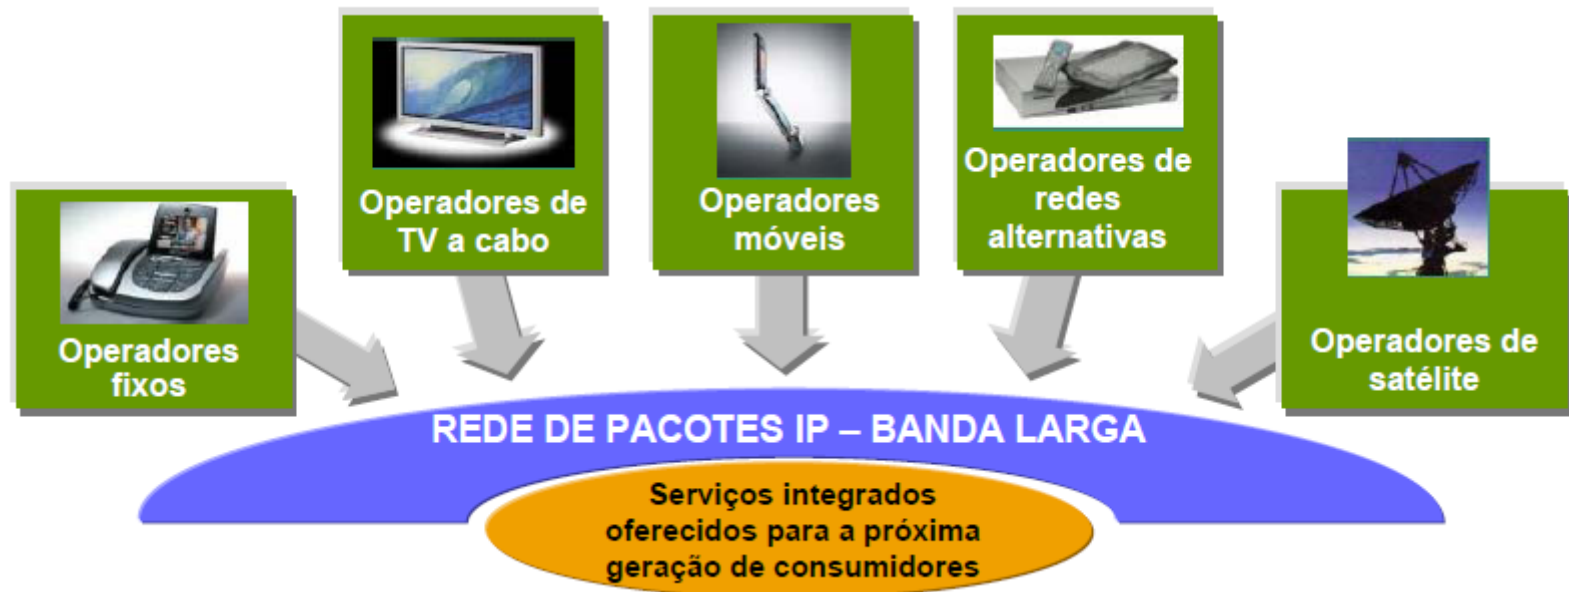 Operadores
fixos
Operadores de
TV a cabo
Operadores
móveis
Operadores de
redes
alternativas
Operadores de
satélite
REDE DE PACOTES IP – BANDA LARGA
Serviços integrados
oferecidos para a próxima
geração de consumidores